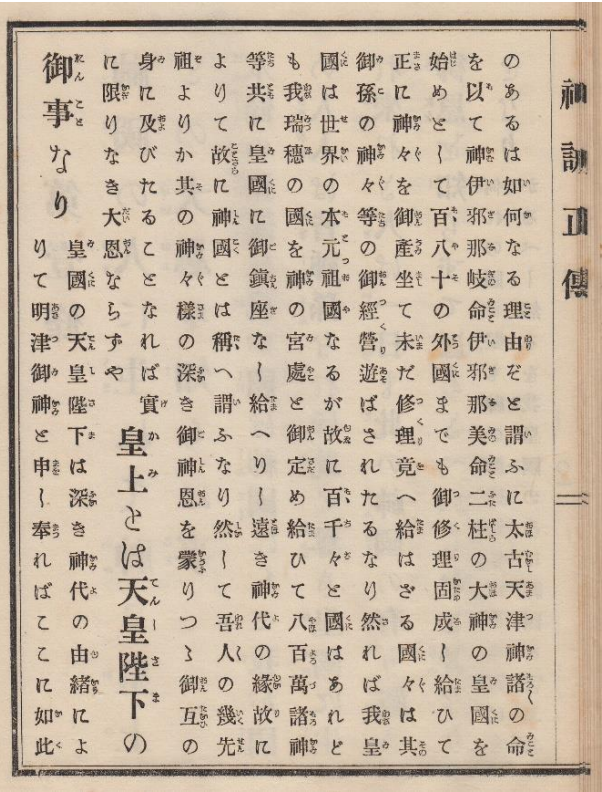 神訓正傳
二
のあるは如何なる理由ぞと謂ふに太古天津神諸の命
を以て神伊邪那岐命伊邪那美命二柱の大神の皇國を
始めとして百八十の外國までも御修理固成し給ひて
正に神々を御產坐て未だ修理竟へ給はざる國々は其
御孫の神々等の御經營遊ばされたるなり然れば我皇
國は世界の本元祖國なるが故に百千々と國はあれど
も我瑞穗の國を神の宮處と御定め給ひて八百萬諸神
等共に皇國に御鎭座なし給へりし遠き神代の緣故に
よりて故に神國とは稱へ謂ふなり然して吾人の幾先
祖よりか其の神々樣の深き御神恩を蒙りつゝ御互の
身に及びたることなれば實
に限りなき大恩ならずや
皇上とは天皇陛下の
御事なり
皇國の天皇陛下は深き神代の由緒によ
りて明津御神と申し奉ればここに如此